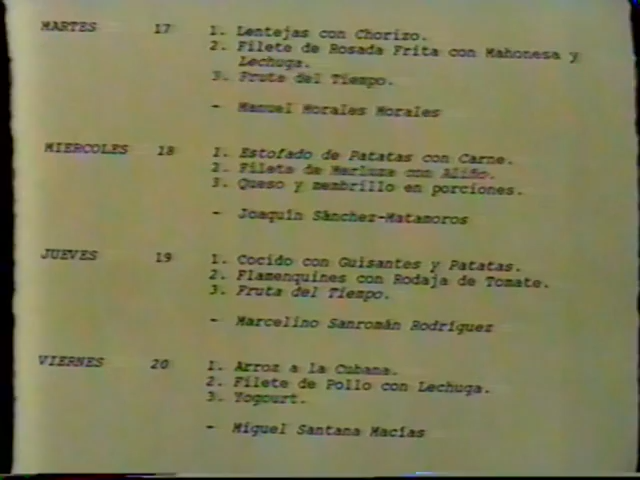 MARTES 17 1. Lentejas con Chorizo.
2. Filete de Rosada Frita con Mahonesa y
Lechuga.
3. Fruta del Tiempo.
- Manuel Morales Morales
MIERCOLES 18 1. Estofado de Patatas con Carne.
2. Filete de Merluza con Aliño.
3. Queso y membrillo en porciones.
- Joaquín Sánchez-Matamoros
JUEVES 19 1. Cocido con Guisantes y Patatas.
2. Flamenquines con Rodaja de Tomate.
3. Fruta del Tiempo.
- Marcelino Sanromán Rodríguez
VIERNES 20 1. Arroz a la Cubana.
2. Filete de Pollo con Lechuga.
3. Yogourt.
- Miguel Santana Macías